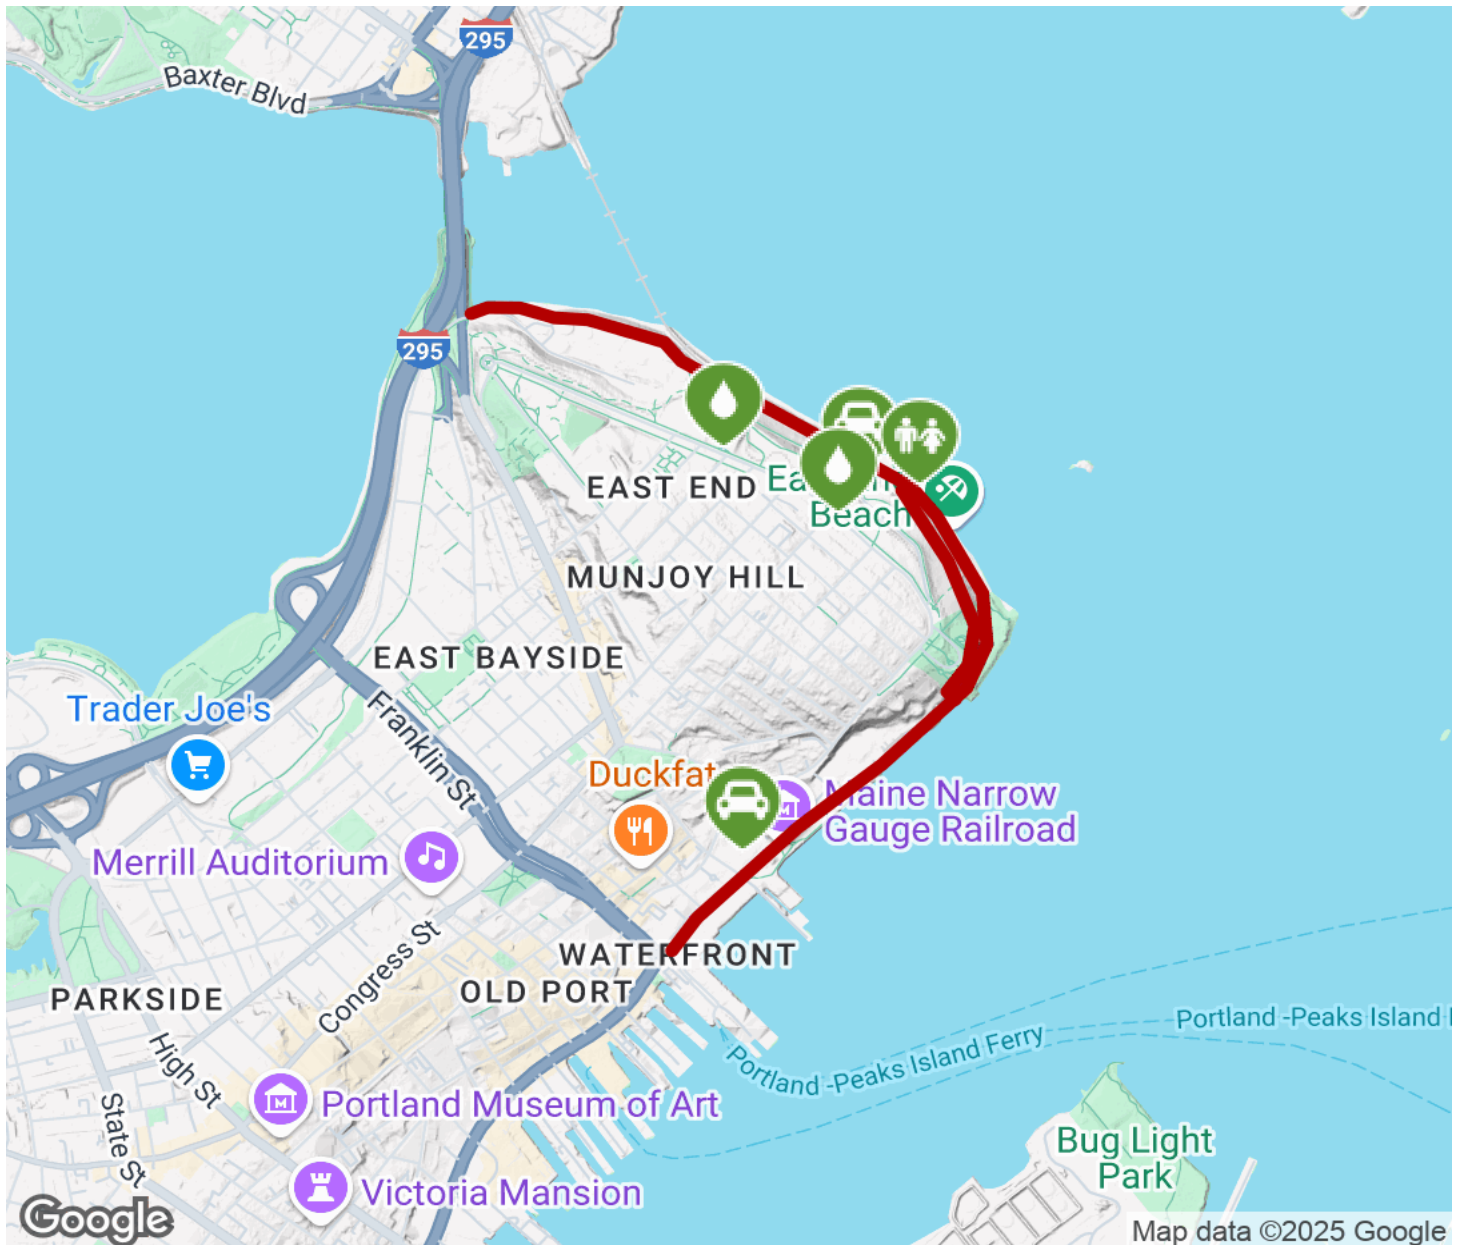 295
Baxter Blvd
295
EAST END
Beach
MUNJOY HILL
EAST BAYSIDE
Trader Joe's
Franklin St
Duckfat
Maine Narrow
Gauge Railroad
Merrill Auditorium
Congress St
WATERFRONT
OLD PORT
PARKSIDE
High St
State St
Portland -Peaks Island
Portland -Peaks Island Ferry
Portland Museum of Art
Bug Light
Park
Victoria Mansion
Google
Map data ©2025 Google